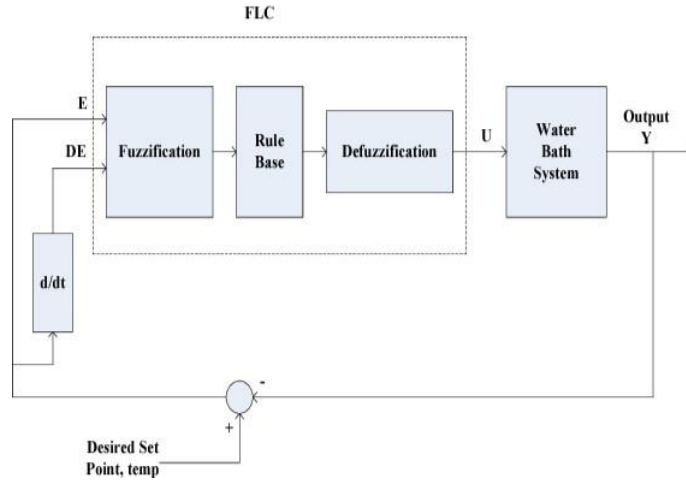 FLC
E
DE
Fuzzification
Rule
Base
Defuzzification
U
Water
Bath
System
Output
Y
d/dt
-
+
Desired Set
Point, temp